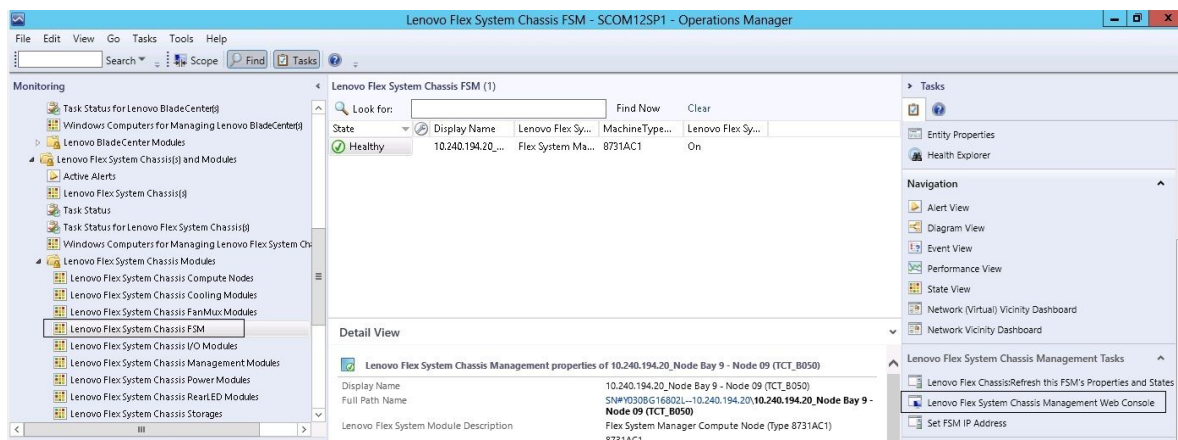 Lenovo Flex System Chassis FSM - SCOM12SP1 - Operations Manager
File Edit View Go Tasks Tools Help
Search Scope Find Tasks
Monitoring
Task Status for Lenovo BladeCenter(s)
Windows Computers for Managing Lenovo BladeCenter(s)
Lenovo BladeCenter Modules
Lenovo Flex System Chassis(s) and Modules
Active Alerts
Lenovo Flex System Chassis(s)
Task Status
Task Status for Lenovo Flex System Chassis(s)
Windows Computers for Managing Lenovo Flex System Ch
Lenovo Flex System Chassis Modules
Lenovo Flex System Chassis Compute Nodes
Lenovo Flex System Chassis Cooling Modules
Lenovo Flex System Chassis FanMux Modules
Lenovo Flex System Chassis FSM
Lenovo Flex System Chassis I/O Modules
Lenovo Flex System Chassis Management Modules
Lenovo Flex System Chassis Power Modules
Lenovo Flex System Chassis RearLED Modules
Lenovo Flex System Chassis Storages
Lenovo Flex System Chassis FSM (1)
Look for: Find Now Clear
State Display Name Lenovo Flex Sy... MachineType... Lenovo Flex Sy...
Healthy 10.240.194.20_... Flex System Ma... 8731AC1 On
Detail View
Lenovo Flex System Chassis Management properties of 10.240.194.20_Node Bay 9 - Node 09 (TCT_B050)
Display Name 10.240.194.20_Node Bay 9 - Node 09 (TCT_B050)
Full Path Name SN#Y030BG16802L--10.240.194.20\10.240.194.20_Node Bay 9 -
Node 09 (TCT_B050)
Lenovo Flex System Module Description Flex System Manager Compute Node (Type 8731AC1)
8731AC1
Tasks
Entity Properties
Health Explorer
Navigation
Alert View
Diagram View
Event View
Performance View
State View
Network (Virtual) Vicinity Dashboard
Network Vicinity Dashboard
Lenovo Flex System Chassis Management Tasks
Lenovo Flex Chassis:Refresh this FSM's Properties and States
Lenovo Flex System Chassis Management Web Console
Set FSM IP Address